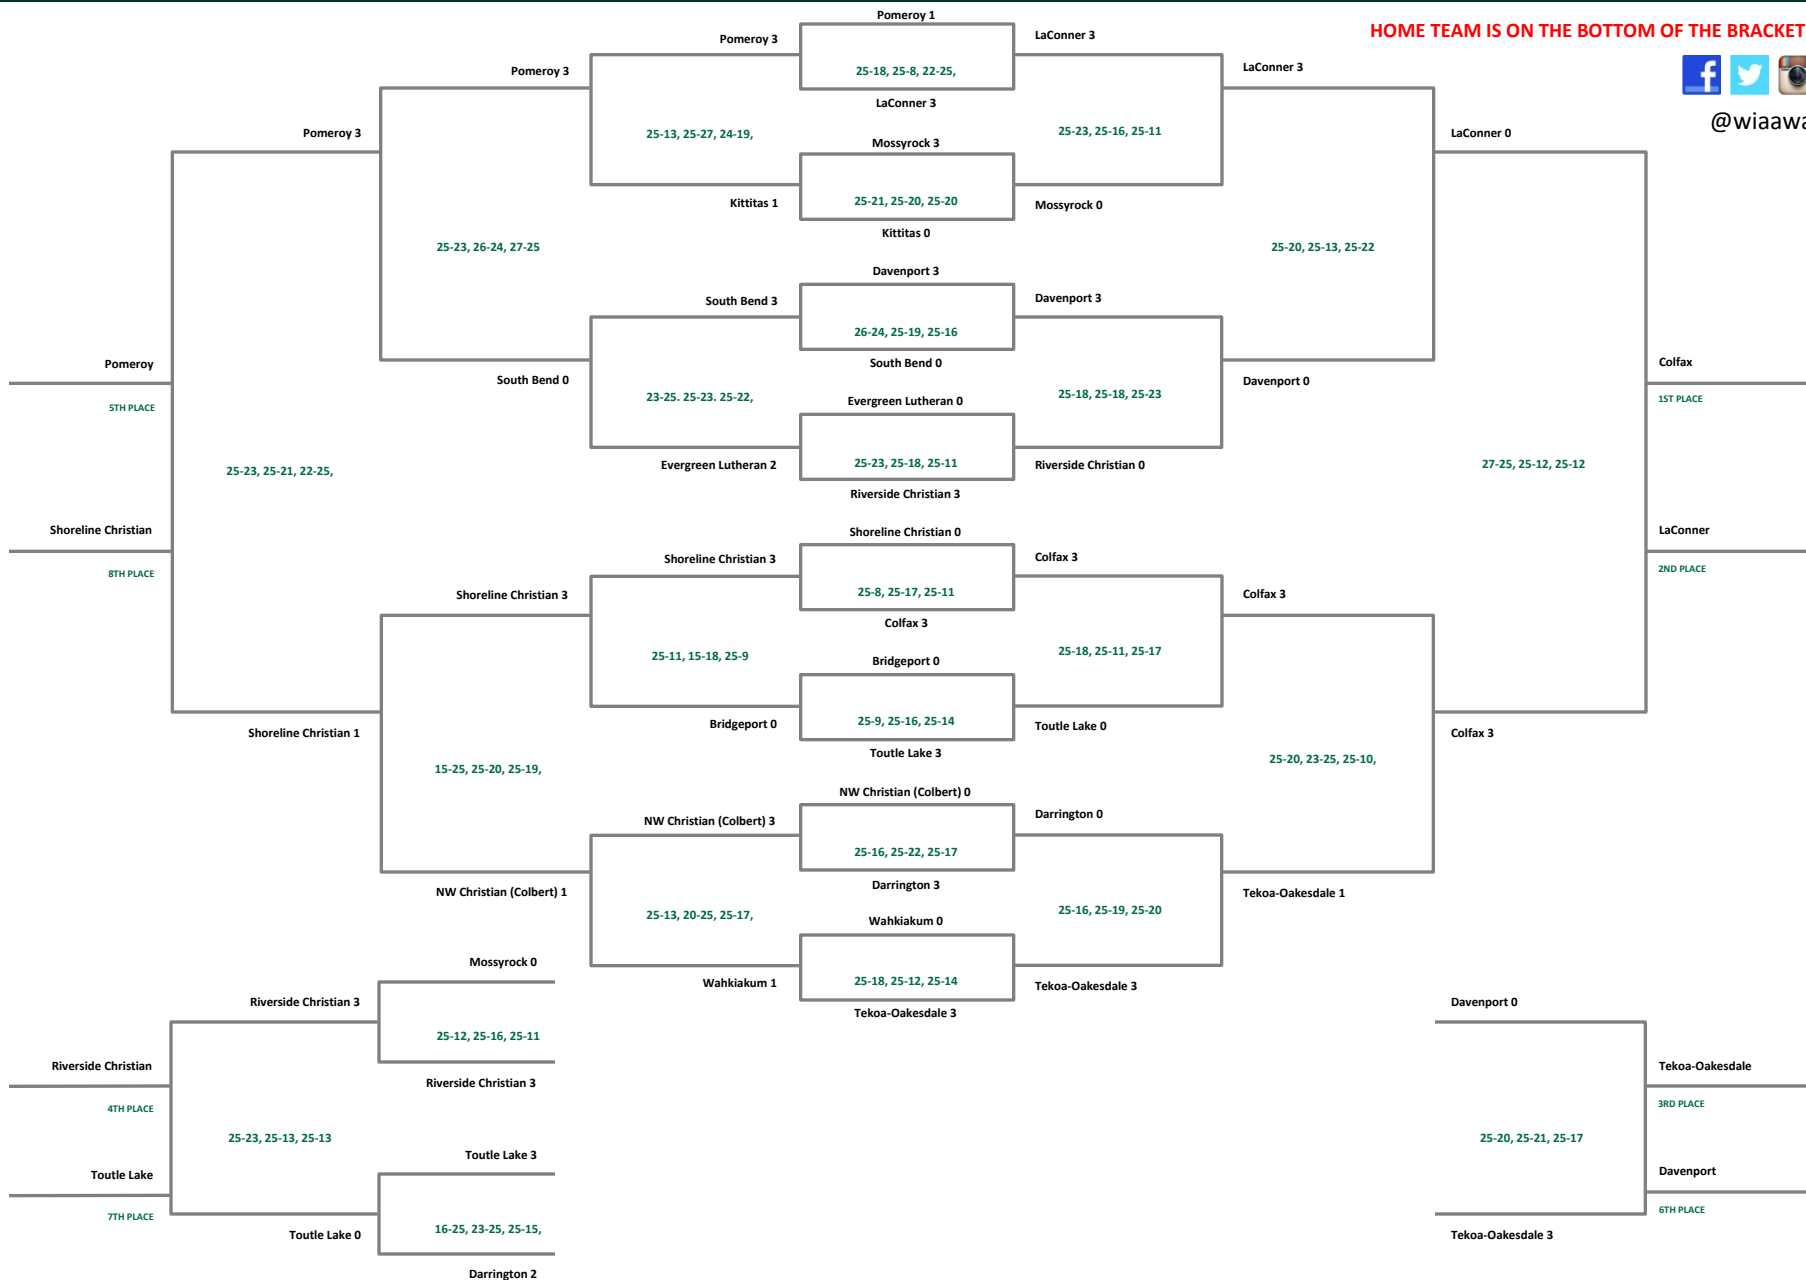 Pomeroy 1
HOME TEAM IS ON THE BOTTOM OF THE BRACKET
Pomeroy 3
LaConner 3
Pomeroy 3
25-18, 25-8, 22-25,
LaConner 3
LaConner 3
@wiaawa
Pomeroy 3
25-13, 25-27, 24-19,
25-23, 25-16, 25-11
LaConner 0
Mossyrock 3
Kittitas 1
25-21, 25-20, 25-20
Mossyrock 0
Kittitas 0
25-23, 26-24, 27-25
25-20, 25-13, 25-22
Davenport 3
South Bend 3
Davenport 3
26-24, 25-19, 25-16
Pomeroy
South Bend 0
Colfax
South Bend 0
Davenport 0
5TH PLACE
23-25. 25-23. 25-22,
Evergreen Lutheran 0
25-18, 25-18, 25-23
1ST PLACE
Evergreen Lutheran 2
25-23, 25-18, 25-11
Riverside Christian 0
25-23, 25-21, 22-25,
27-25, 25-12, 25-12
Riverside Christian 3
Shoreline Christian
Shoreline Christian 0
LaConner
Shoreline Christian 3
Colfax 3
8TH PLACE
2ND PLACE
Shoreline Christian 3
25-8, 25-17, 25-11
Colfax 3
Colfax 3
25-11, 15-18, 25-9
Bridgeport 0
25-18, 25-11, 25-17
Bridgeport 0
25-9, 25-16, 25-14
Toutle Lake 0
Shoreline Christian 1
Colfax 3
Toutle Lake 3
15-25, 25-20, 25-19,
25-20, 23-25, 25-10,
NW Christian (Colbert) 0
NW Christian (Colbert) 3
Darrington 0
25-16, 25-22, 25-17
NW Christian (Colbert) 1
Darrington 3
Tekoa-Oakesdale 1
25-13, 20-25, 25-17,
Wahkiakum 0
25-16, 25-19, 25-20
Mossyrock 0
Wahkiakum 1
25-18, 25-12, 25-14
Tekoa-Oakesdale 3
Riverside Christian 3
Tekoa-Oakesdale 3
Davenport 0
25-12, 25-16, 25-11
Riverside Christian
Tekoa-Oakesdale
Riverside Christian 3
4TH PLACE
3RD PLACE
25-23, 25-13, 25-13
25-20, 25-21, 25-17
Toutle Lake 3
Toutle Lake
Davenport
7TH PLACE
6TH PLACE
Toutle Lake 0
16-25, 23-25, 25-15,
Tekoa-Oakesdale 3
Darrington 2